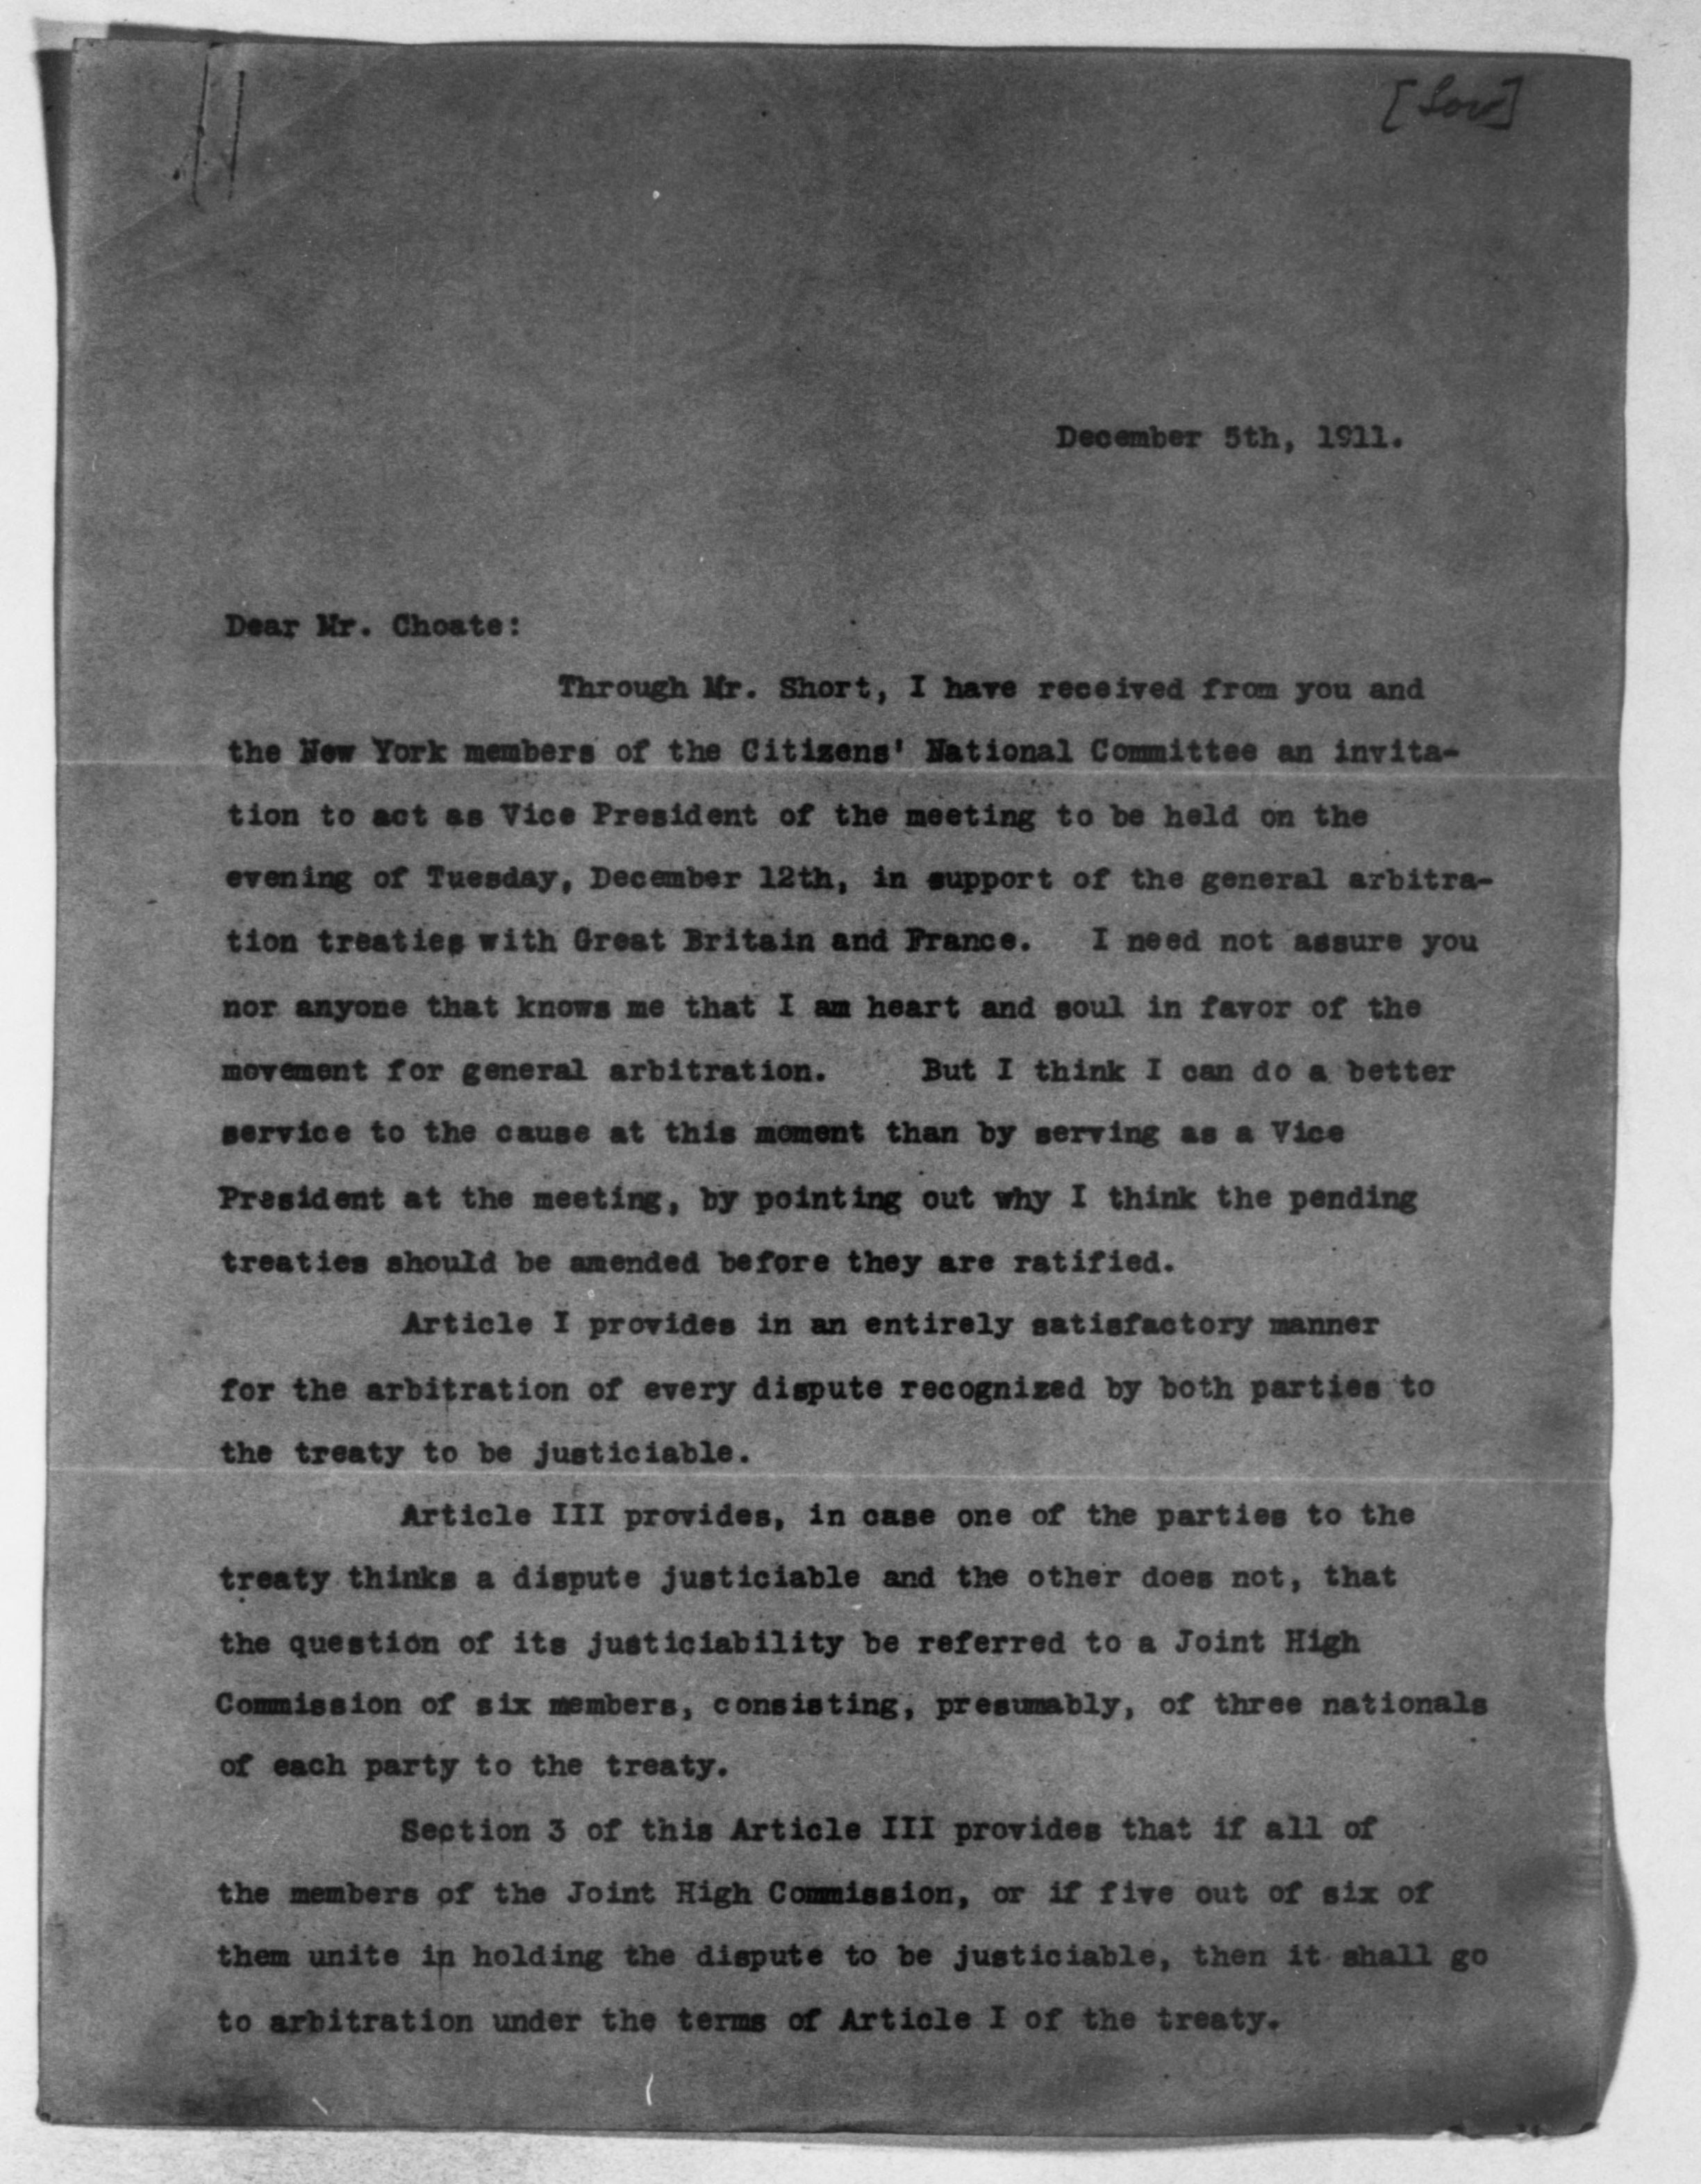 December 5th, 1911.
Dear Mr. Choate:
Through Mr. Short, I have received from you and
the New York members of the Citizens' National Committee an invita-
tion to act as Vice President of the meeting to be held on the
evening of Tuesday, December 12th, in support of the general arbitra-
tion treaties with Great Britain and France. I need not assure you
nor anyone that knows me that I am heart and soul in favor of the
movement for general arbitration. But I think I can do a better
service to the cause at this moment than by serving as a Vice
President at the meeting, by pointing out why I think the pending
treaties should be amended before they are ratified.
Article I provides in an entirely satisfactory manner
for the arbitration of every dispute recognized by both parties to
the treaty to be justiciable.
Article III provides, in case one of the parties to the
treaty thinks a dispute justiciable and the other does not, that
the question of its justiciability be referred to a Joint High
Commission of six members, consisting, presumably, of three nationals
of each party to the treaty.
Section 3 of this Article III provides that if all of
the members of the Joint High Commission, or if five out of six of
them unite in holding the dispute to be justiciable, then it shall go
to arbitration under the terms of Article I of the treaty.